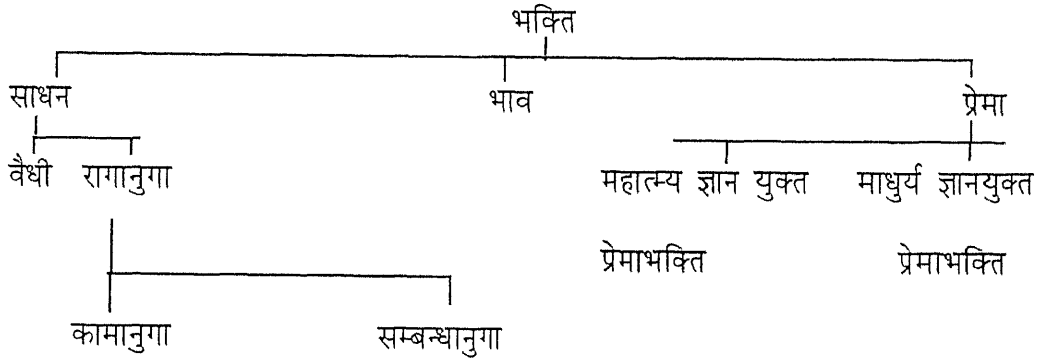 भक्ति
साधन भाव प्रेमा
वैधी रागानुगा महात्म्य ज्ञान युक्त माधुर्य ज्ञानयुक्त
प्रेमाभक्ति प्रेमाभक्ति
कामानुगा सम्बन्धानुगा